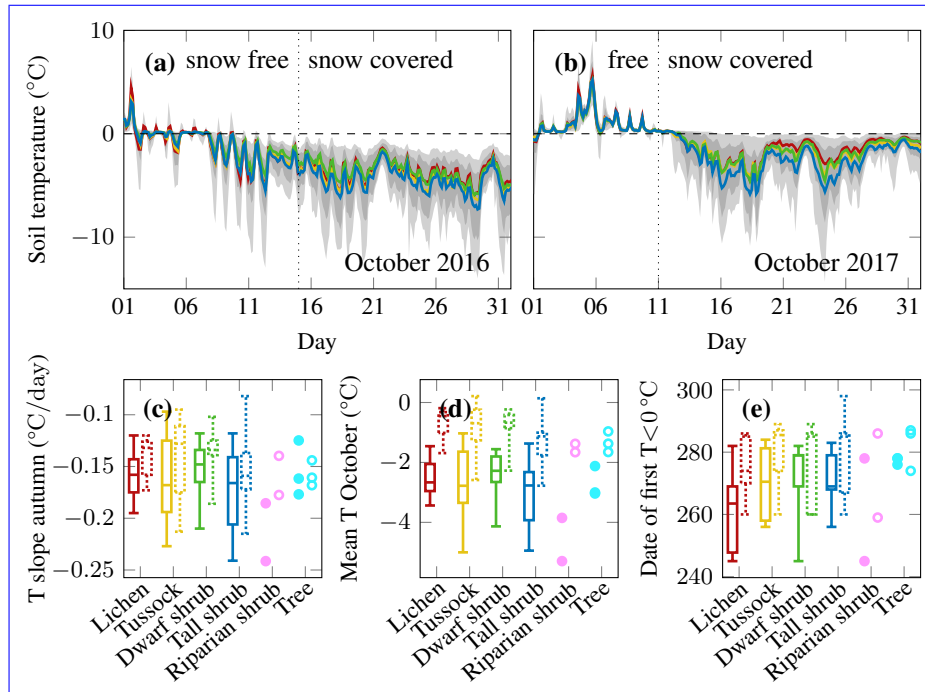 10
0
−10
Soil temperature (°C)
(a)
snow free
snow covered
October 2016
01
06
11
16
21
26
31
Day
(b)
free
snow covered
October 2017
01
06
11
16
21
26
31
Day
−0.1
−0.15
−0.2
−0.25
T slope autumn (°C/day)
(c)
Lichen
Tussock
Dwarf shrub
Tall shrub
Riparian shrub
Tree
0
−2
−4
Mean T October (°C)
(d)
Lichen
Tussock
Dwarf shrub
Tall shrub
Riparian shrub
Tree
300
280
260
240
Date of first T<0 °C
(e)
Lichen
Tussock
Dwarf shrub
Tall shrub
Riparian shrub
Tree